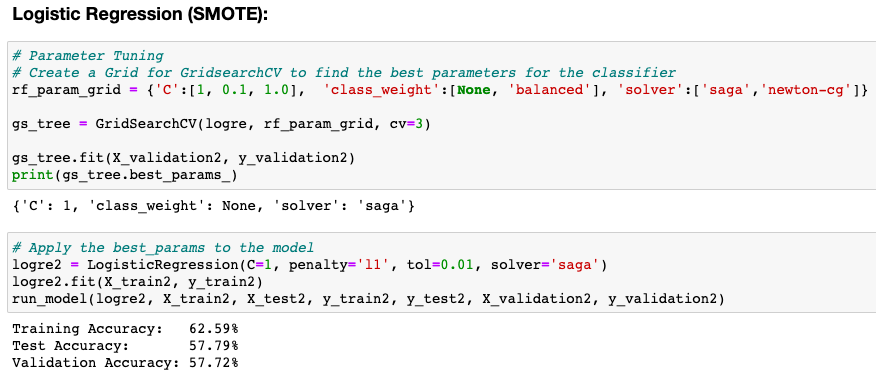 Logistic Regression (SMOTE):
# Parameter Tuning
# Create a Grid for GridsearchCV to find the best parameters for the classifier
rf_param_grid = {'C':[1, 0.1, 1.0],  'class_weight':[None, 'balanced'], 'solver':['saga','newton-cg']}
gs_tree = GridSearchCV(logre, rf_param_grid, cv=3)
gs_tree.fit(X_validation2, y_validation2)
print(gs_tree.best_params_)
{'C': 1, 'class_weight': None, 'solver': 'saga'}
# Apply the best_params to the model
logre2 = LogisticRegression(C=1, penalty='l1', tol=0.01, solver='saga')
logre2.fit(X_train2, y_train2)
run_model(logre2, X_train2, X_test2, y_train2, y_test2, X_validation2, y_validation2)
Training Accuracy:   62.59%
Test Accuracy:       57.79%
Validation Accuracy: 57.72%